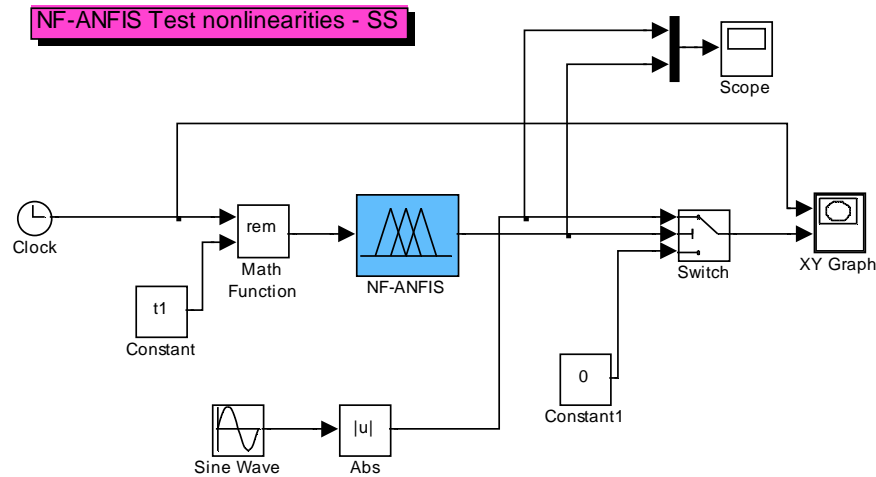 NF-ANFIS Test nonlinearities - SS
Scope
Clock
rem
Math
Function
NF-ANFIS
Switch
XY Graph
t1
Constant
0
Constant1
|u|
Sine Wave
Abs